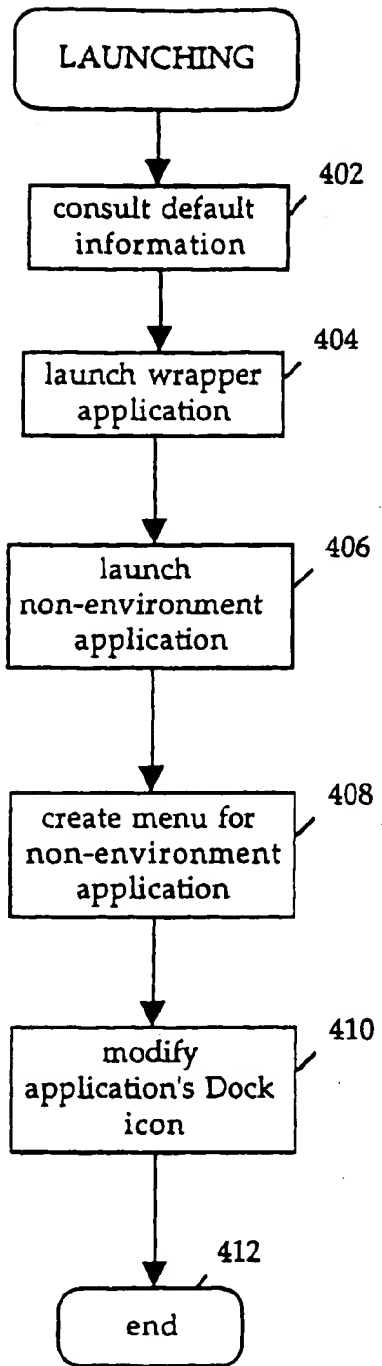 LAUNCHING
402
consult default
information
404
launch wrapper
application
406
launch
non-environment
application
408
create menu for
non-environment
application
410
modify
application's Dock
icon
412
end